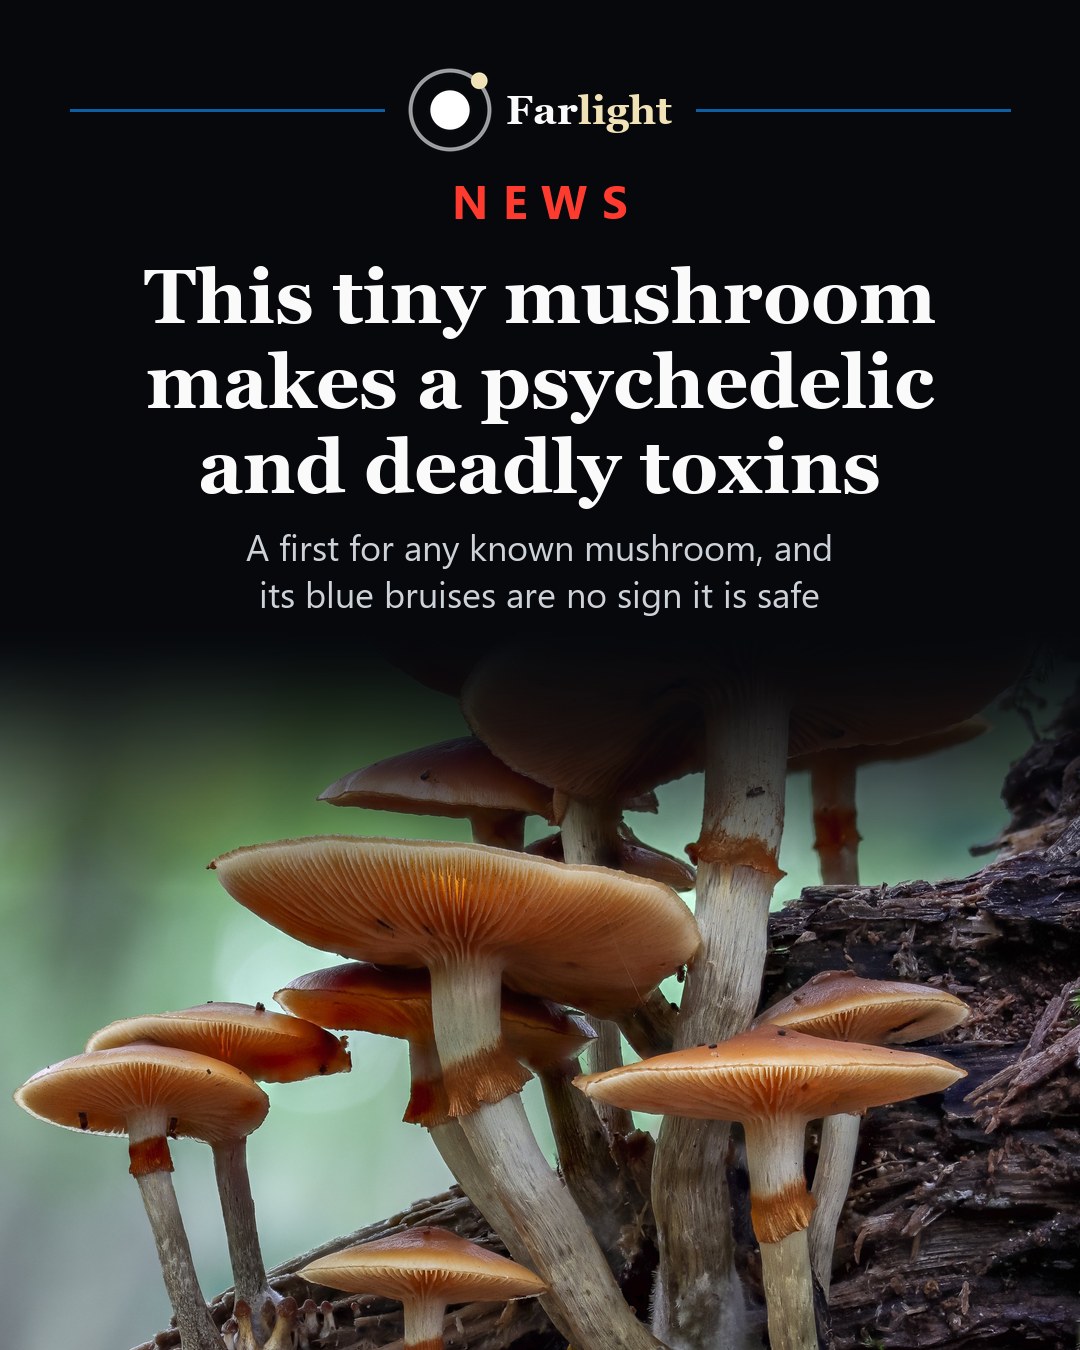 Farlight
NEWS
This tiny mushroom
makes a psychedelic
and deadly toxins
A first for any known mushroom, and
its blue bruises are no sign it is safe